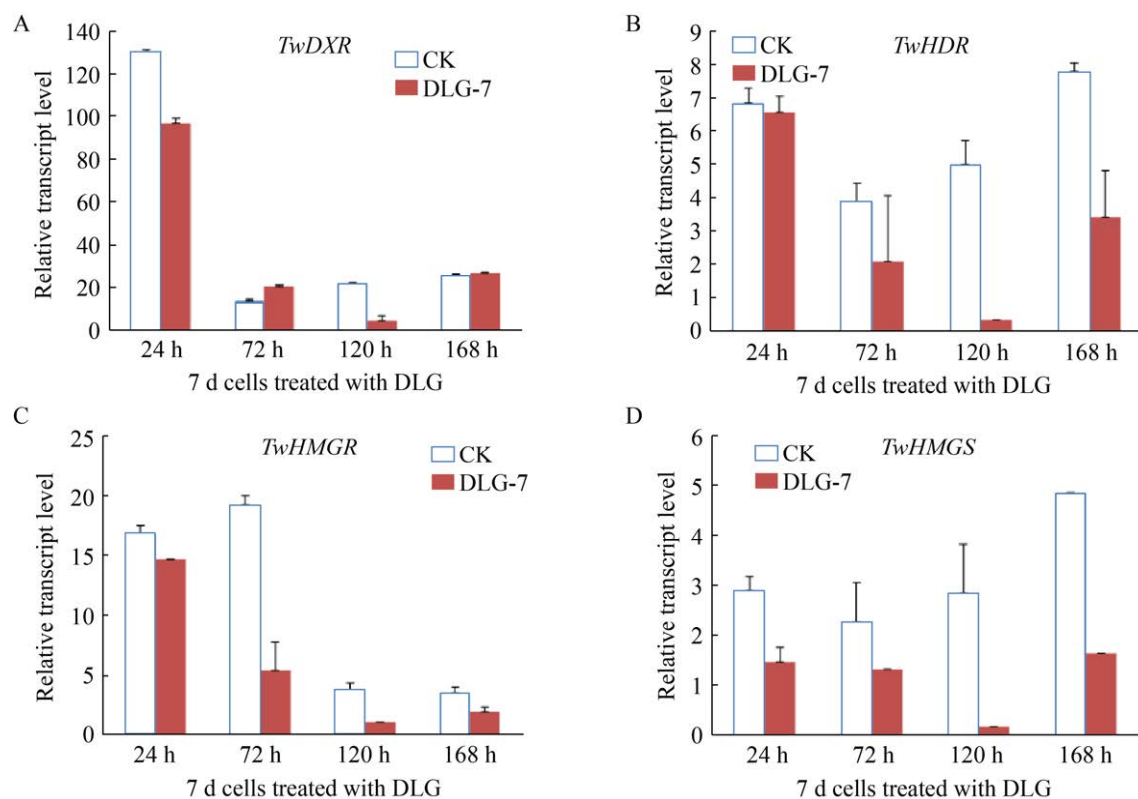 A
TwDXR
CK
DLG-7
Relative transcript level
140
120
100
80
60
40
20
0
24 h 72 h 120 h 168 h
7 d cells treated with DLG
B
TwHDR
CK
DLG-7
Relative transcript level
9
8
7
6
5
4
3
2
1
0
24 h 72 h 120 h 168 h
7 d cells treated with DLG
C
TwHMGR
CK
DLG-7
Relative transcript level
25
20
15
10
5
0
24 h 72 h 120 h 168 h
7 d cells treated with DLG
D
TwHMGS
CK
DLG-7
Relative transcript level
6
5
4
3
2
1
0
24 h 72 h 120 h 168 h
7 d cells treated with DLG